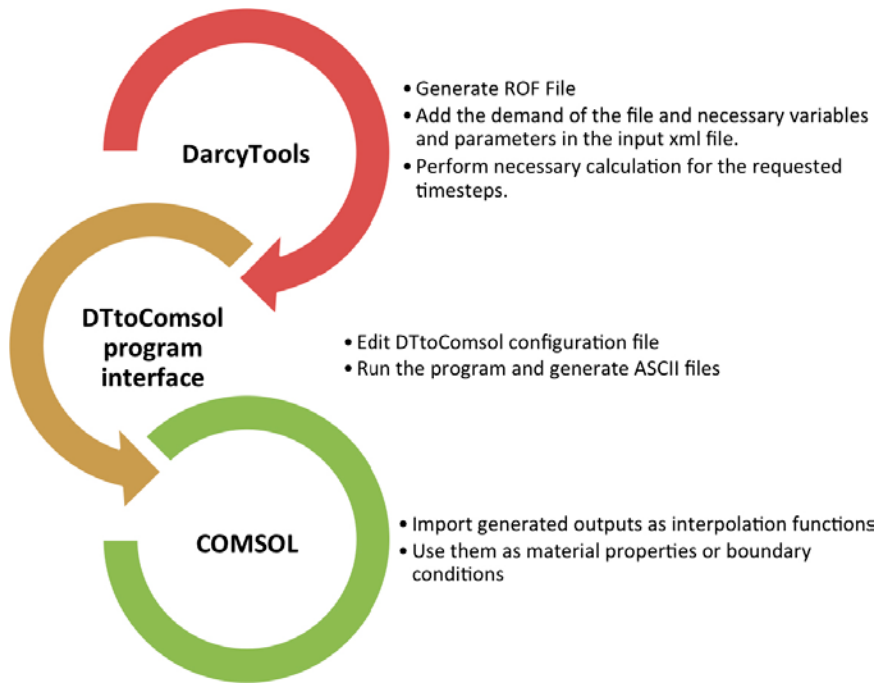 DarcyTools
• Generate ROF File
• Add the demand of the file and necessary variables
and parameters in the input xml file.
• Perform necessary calculation for the requested
timesteps.
DTtoComsol
program
interface
• Edit DTtoComsol configuration file
• Run the program and generate ASCII files
COMSOL
• Import generated outputs as interpolation functions
• Use them as material properties or boundary
conditions